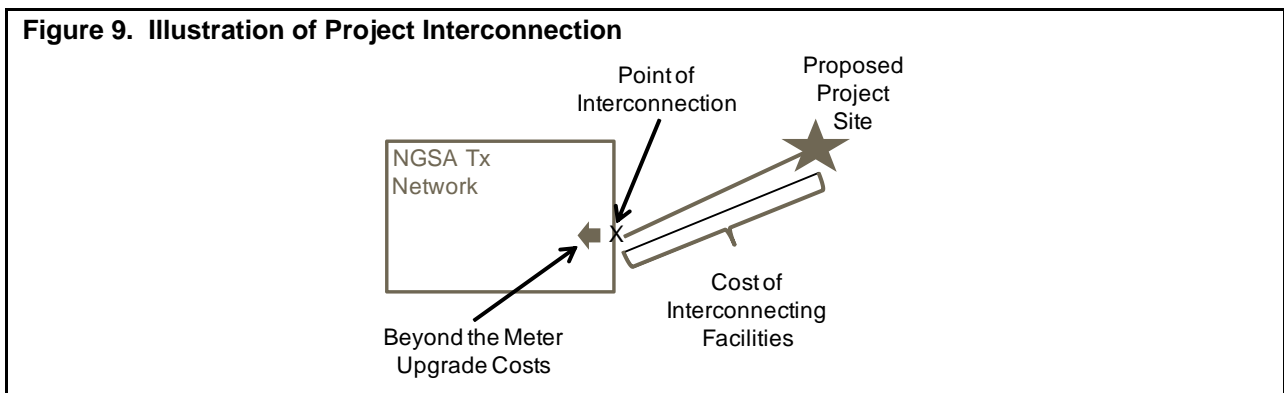 Figure 9. Illustration of Project Interconnection
Point of
Interconnection
Proposed
Project
Site
NGSA Tx
Network
X
Cost of
Interconnecting
Facilities
Beyond the Meter
Upgrade Costs